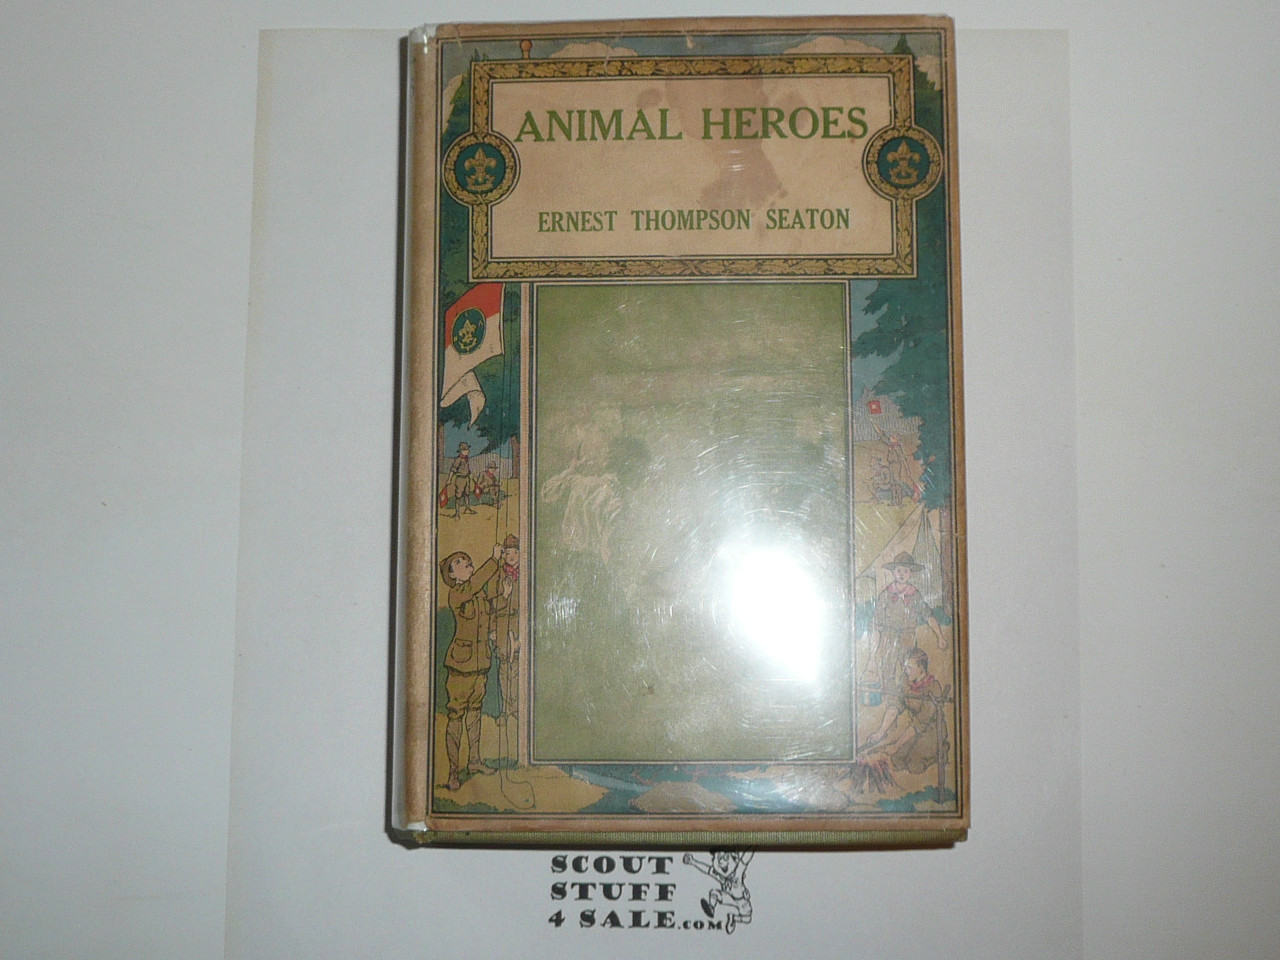 ANIMAL HEROES
ERNEST THOMPSON SEATON
SCOUT
STUFF
4 SALE.COM